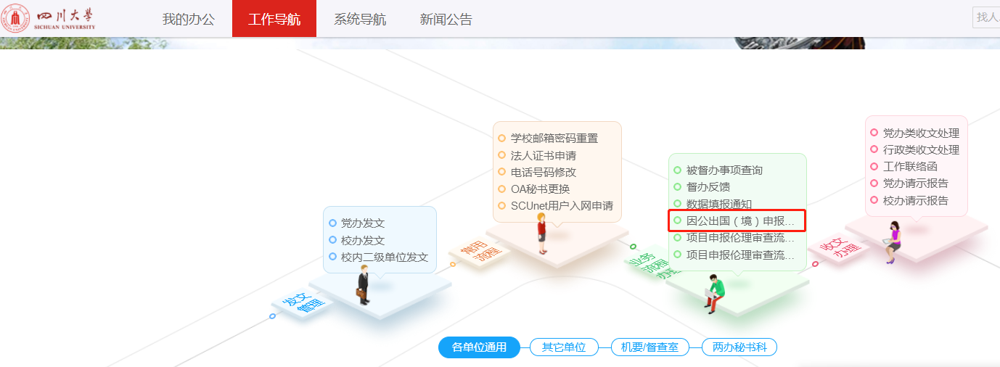 四川大学
SICHUAN UNIVERSITY
我的办公
工作导航
系统导航
新闻公告
找人
党办发文
校办发文
校内二级单位发文
发文
管理
学校邮箱密码重置
法人证书申请
电话号码修改
OA秘书更换
SCUnet用户入网申请
常用
流程
被督办事项查询
督办反馈
数据填报通知
因公出国（境）申报...
项目申报伦理审查流...
项目申报伦理审查流...
业务
流程
办理
党办类收文处理
行政类收文处理
工作联络函
党办请示报告
校办请示报告
收文
办理
各单位通用
其它单位
机要/督查室
两办秘书科